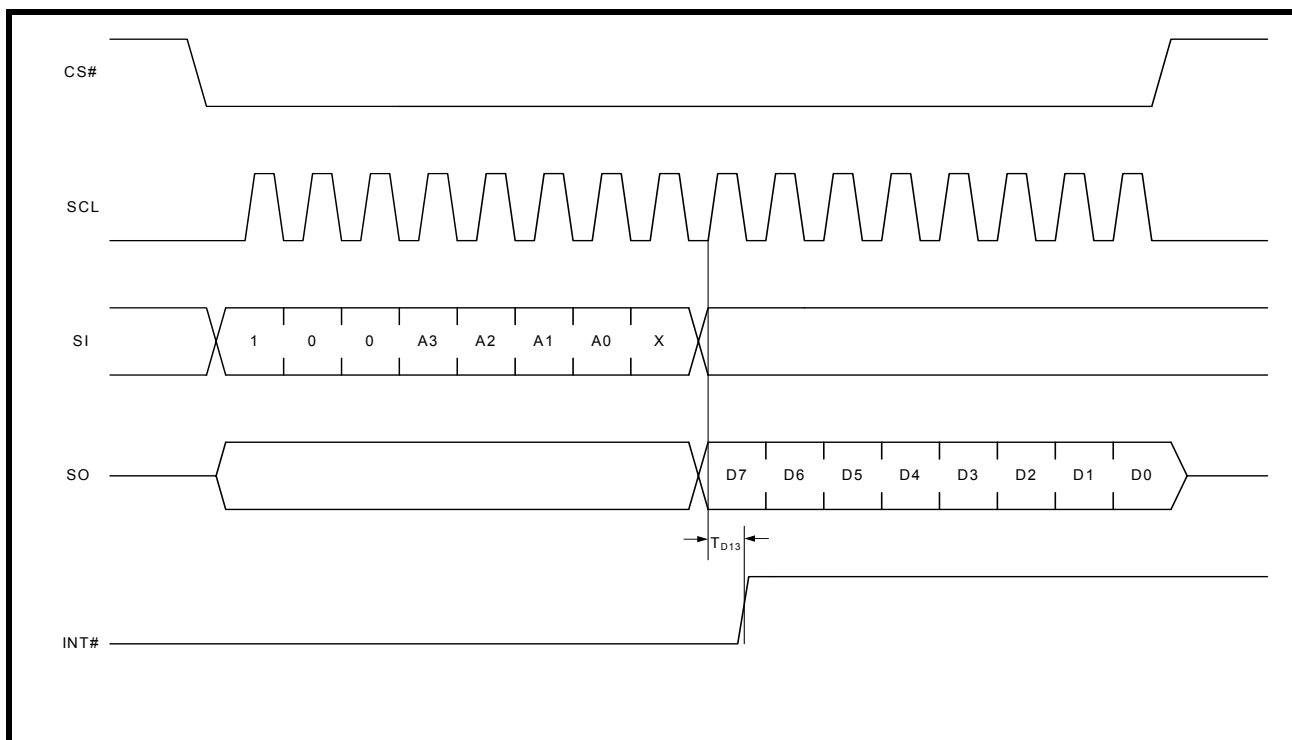 CS#
SCL
SI 1 0 0 A3 A2 A1 A0 X
SO D7 D6 D5 D4 D3 D2 D1 D0
TD13
INT#